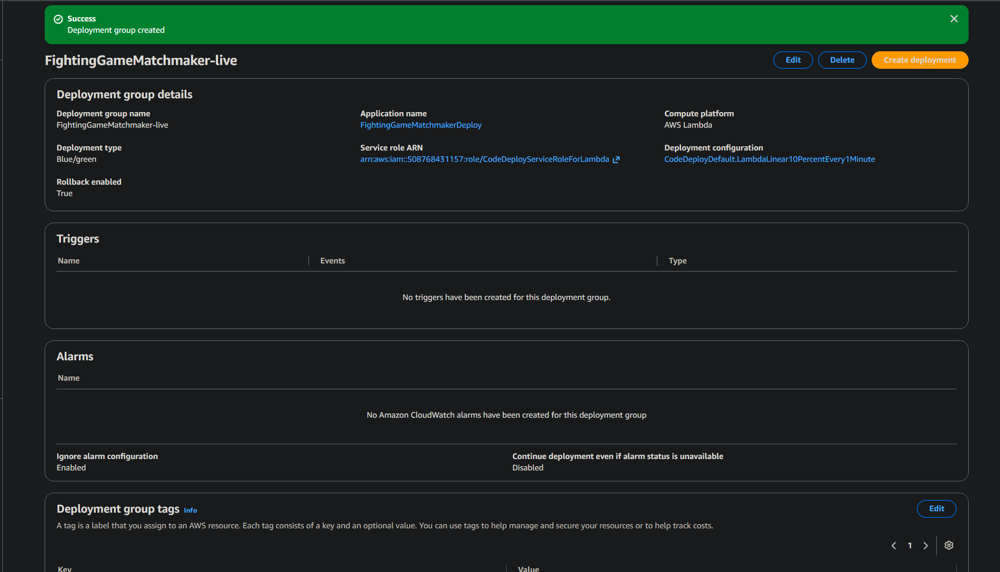 Success
Deployment group created
FightingGameMatchmaker-live
Edit
Delete
Create deployment
Deployment group details
Deployment group name
FightingGameMatchmaker-live
Application name
FightingGameMatchmakerDeploy
Compute platform
AWS Lambda
Deployment type
Blue/green
Service role ARN
arn:aws:iam::508768431157:role/CodeDeployServiceRoleForLambda
Deployment configuration
CodeDeployDefault.LambdaLinear10PercentEvery1Minute
Rollback enabled
True
Triggers
Name
Events
Type
No triggers have been created for this deployment group.
Alarms
Name
No Amazon CloudWatch alarms have been created for this deployment group
Ignore alarm configuration
Enabled
Continue deployment even if alarm status is unavailable
Disabled
Deployment group tags Info
Edit
A tag is a label that you assign to an AWS resource. Each tag consists of a key and an optional value. You can use tags to help manage and secure your resources or to help track costs.
1
Key
Value